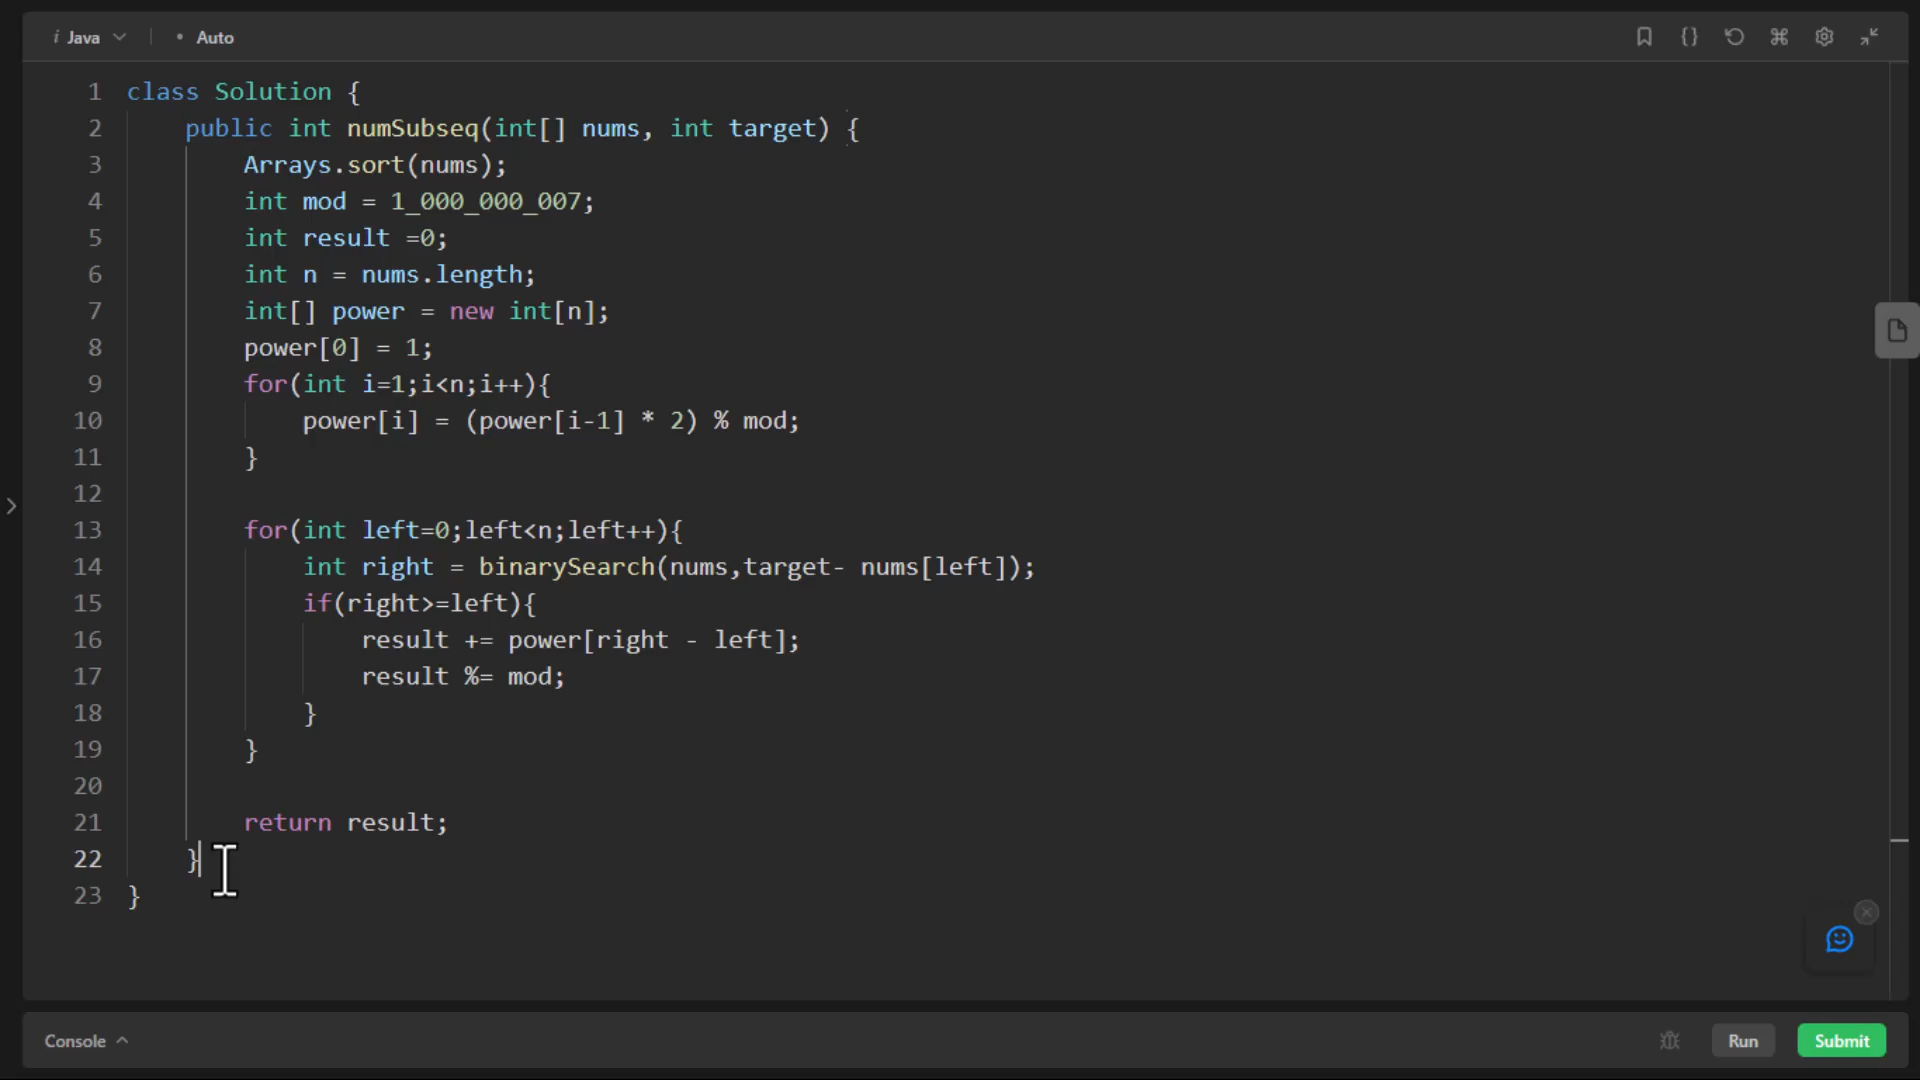 i Java • Auto
1 class Solution {
2     public int numSubseq(int[] nums, int target) {
3         Arrays.sort(nums);
4         int mod = 1_000_000_007;
5         int result =0;
6         int n = nums.length;
7         int[] power = new int[n];
8         power[0] = 1;
9         for(int i=1;i<n;i++){
10             power[i] = (power[i-1] * 2) % mod;
11         }
12
13         for(int left=0;left<n;left++){
14             int right = binarySearch(nums,target- nums[left]);
15             if(right>=left){
16                 result += power[right - left];
17                 result %= mod;
18             }
19         }
20
21         return result;
22     }
23 }
Console Run Submit